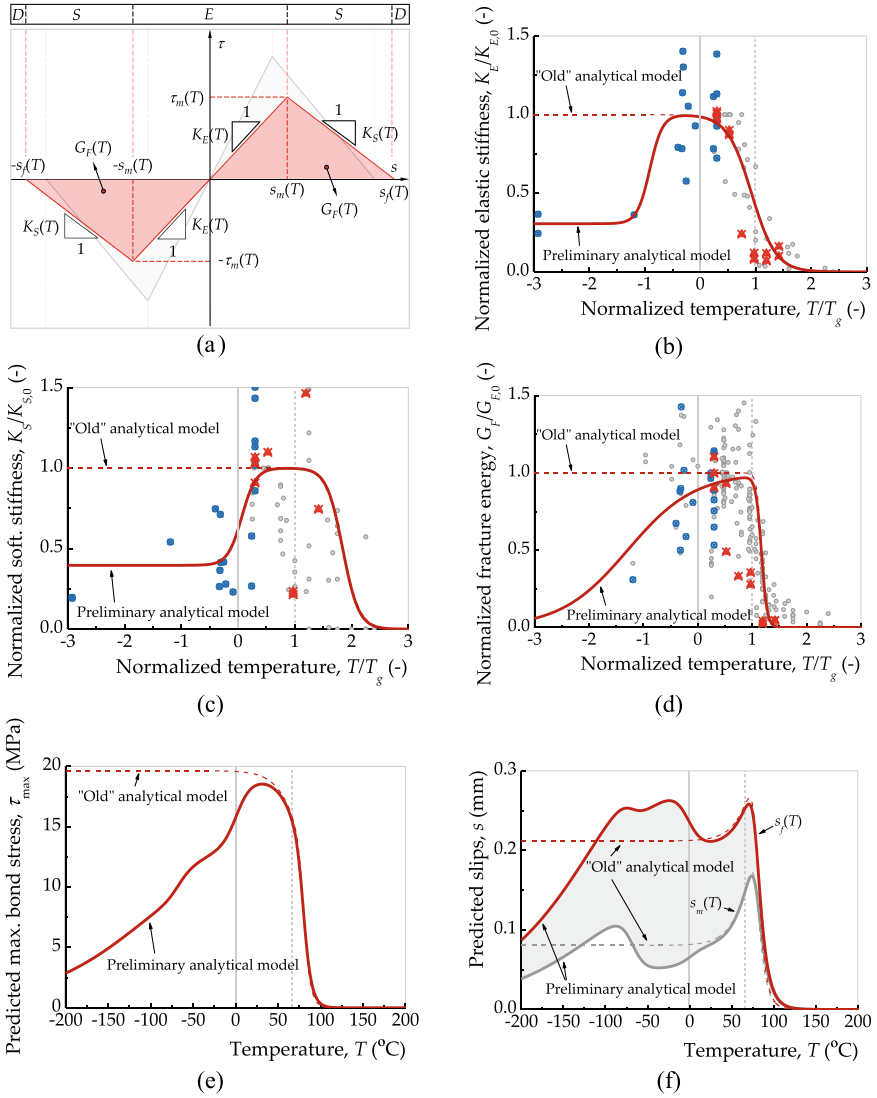 D S E S D
τ
τm(T)
1
1
KE(T)
KS(T)
GF(T)
-sf(T)
-sm(T)
s
sm(T)
sf(T)
GF(T)
KS(T)
KE(T)
1
1
-τm(T)
(a)
Normalized elastic stiffness, KE/KE,0 (-)
1.5
"Old" analytical model
1.0
0.5
Preliminary analytical model
0.0
-3 -2 -1 0 1 2 3
Normalized temperature, T/Tg (-)
(b)
Normalized soft. stiffness, KS/KS,0 (-)
1.5
"Old" analytical model
1.0
0.5
Preliminary analytical model
0.0
-3 -2 -1 0 1 2 3
Normalized temperature, T/Tg (-)
(c)
Normalized fracture energy, GF/GF,0 (-)
1.5
"Old" analytical model
1.0
0.5
Preliminary analytical model
0.0
-3 -2 -1 0 1 2 3
Normalized temperature, T/Tg (-)
(d)
Predicted max. bond stress, τmax (MPa)
20
"Old" analytical model
15
10
5
Preliminary analytical model
0
-200 -150 -100 -50 0 50 100 150 200
Temperature, T (ºC)
(e)
Predicted slips, s (mm)
0.3
sf(T)
0.2
"Old" analytical model
sm(T)
0.1
Preliminary analytical model
0.0
-200 -150 -100 -50 0 50 100 150 200
Temperature, T (ºC)
(f)